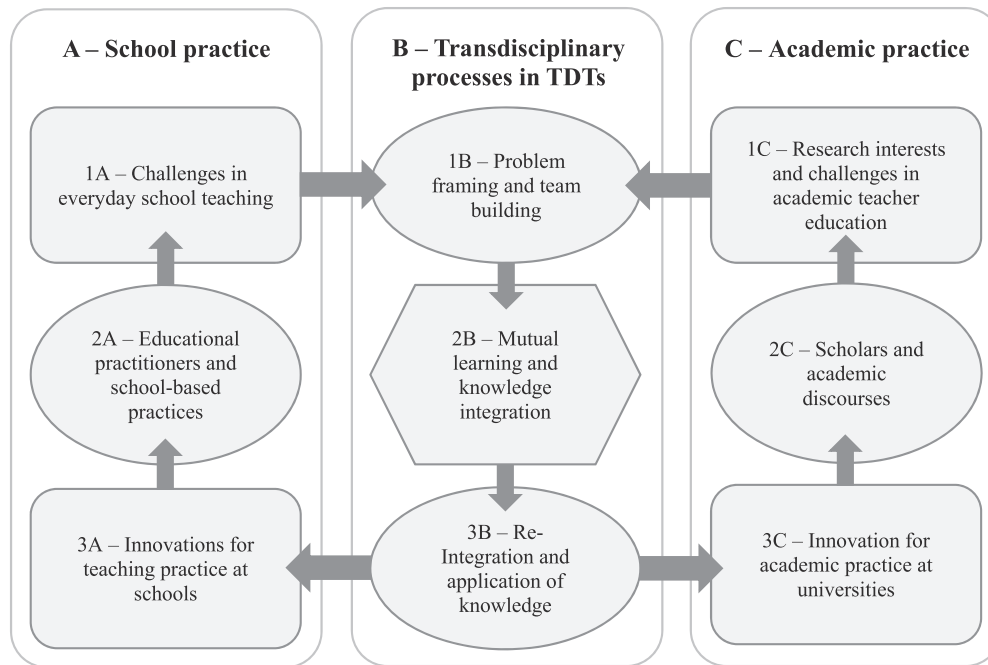 A – School practice
B – Transdisciplinary
processes in TDTs
C – Academic practice
1A – Challenges in
everyday school teaching
1B – Problem
framing and team
building
1C – Research interests
and challenges in
academic teacher
education
2A – Educational
practitioners and
school-based
practices
2B – Mutual
learning and
knowledge
integration
2C – Scholars and
academic
discourses
3A – Innovations for
teaching practice at
schools
3B – Re-
Integration and
application of
knowledge
3C – Innovation for
academic practice at
universities